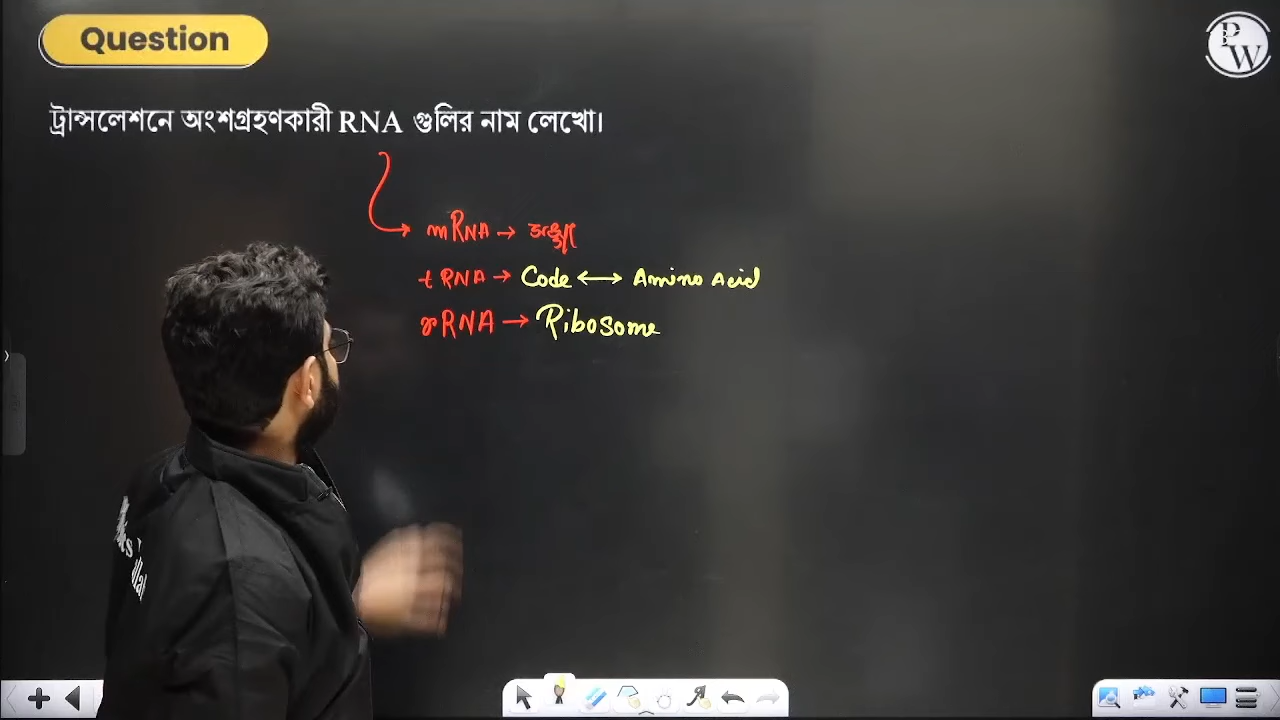 Question
PW
ট্রান্সলেশনে অংশগ্রহণকারী RNA গুলির নাম লেখো।
mRNA →
tRNA → Code ↔ Amino Acid
rRNA → Ribosome